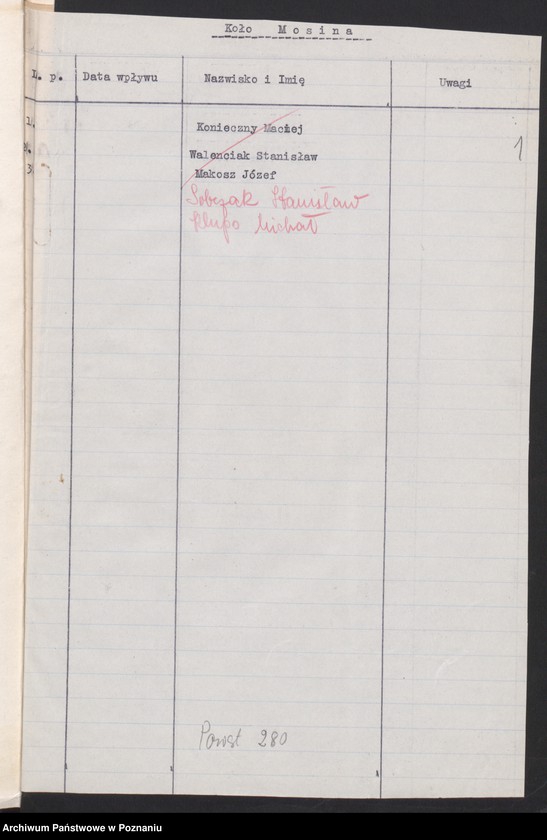 Koło Mosina
L. p. Data wpływu Nazwisko i Imię Uwagi
1. Konieczny Maciej 1
2. Walenciak Stanisław
3 Makosz Józef
Sobczak Stanisław
Michał
Powst 280
Archiwum Państwowe w Poznaniu